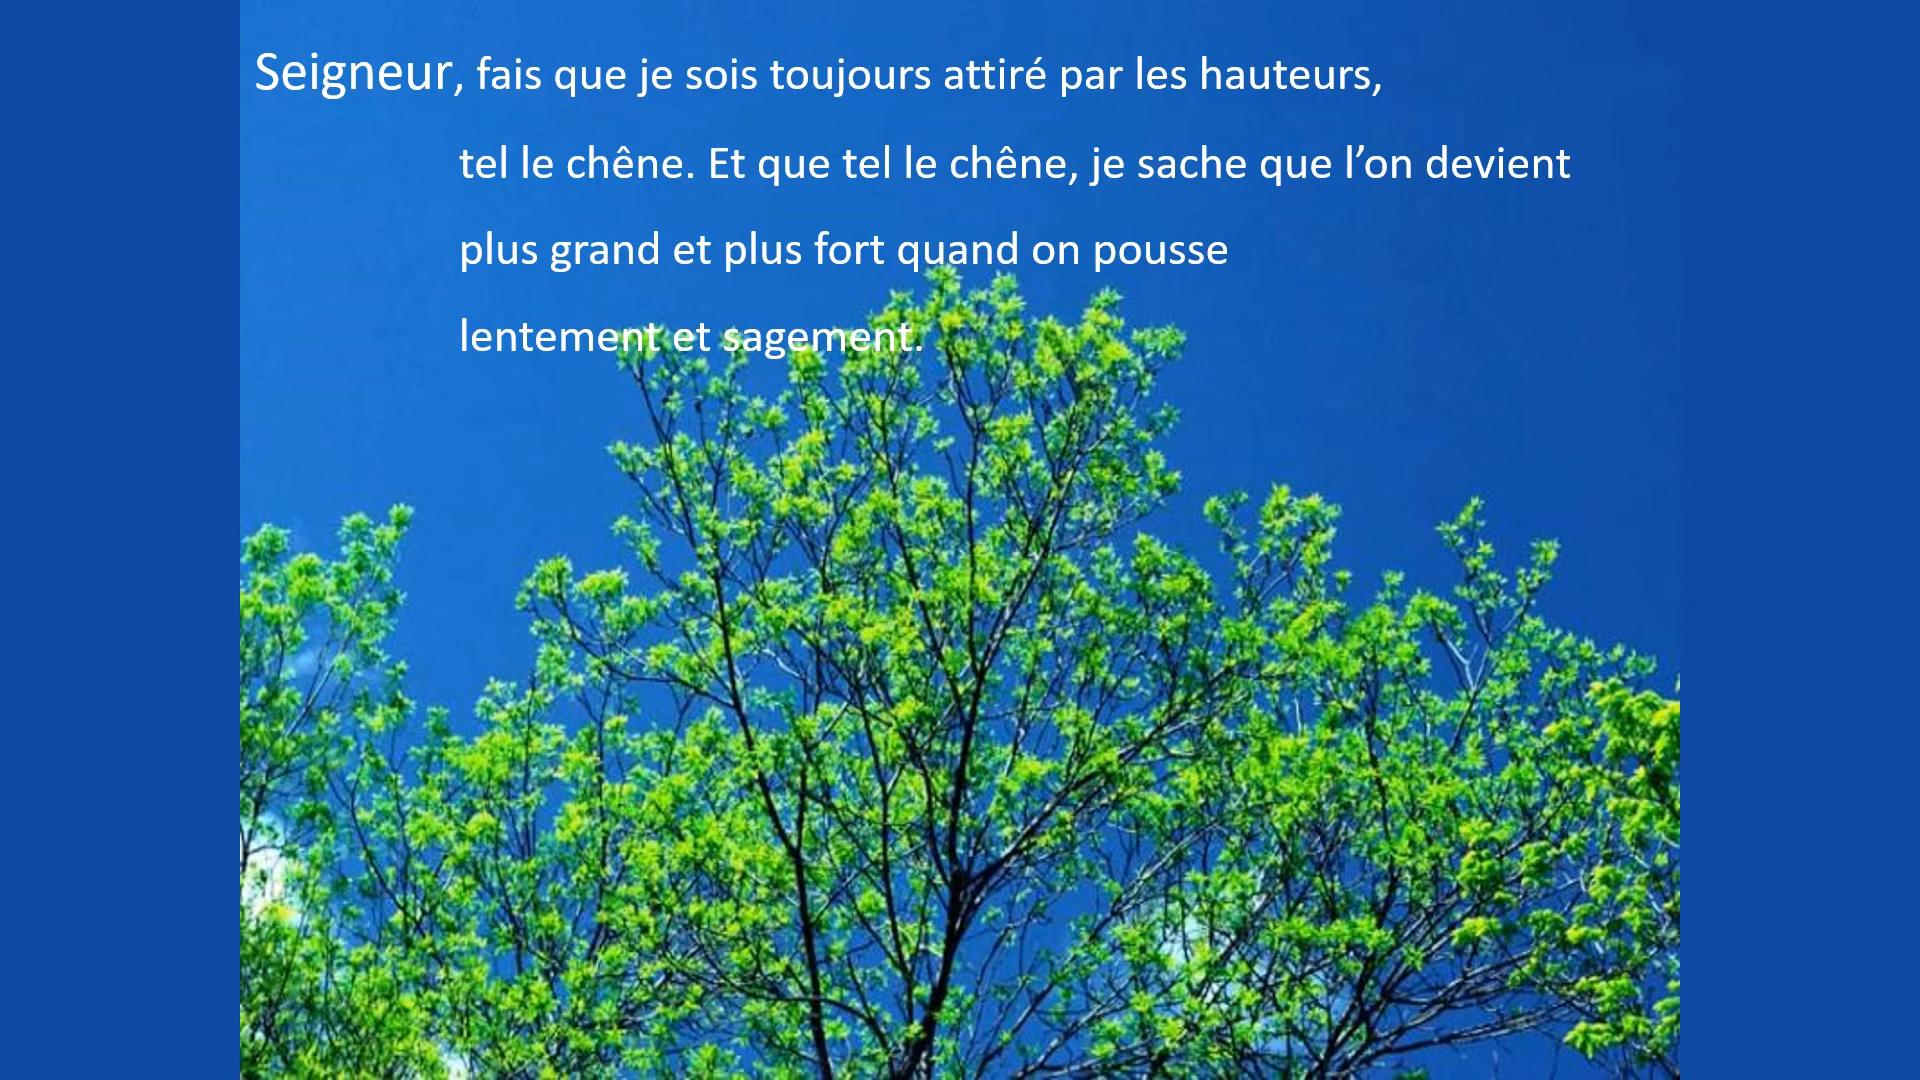 Seigneur, fais que je sois toujours attiré par les hauteurs,
tel le chêne. Et que tel le chêne, je sache que l’on devient
plus grand et plus fort quand on pousse
lentement et sagement.